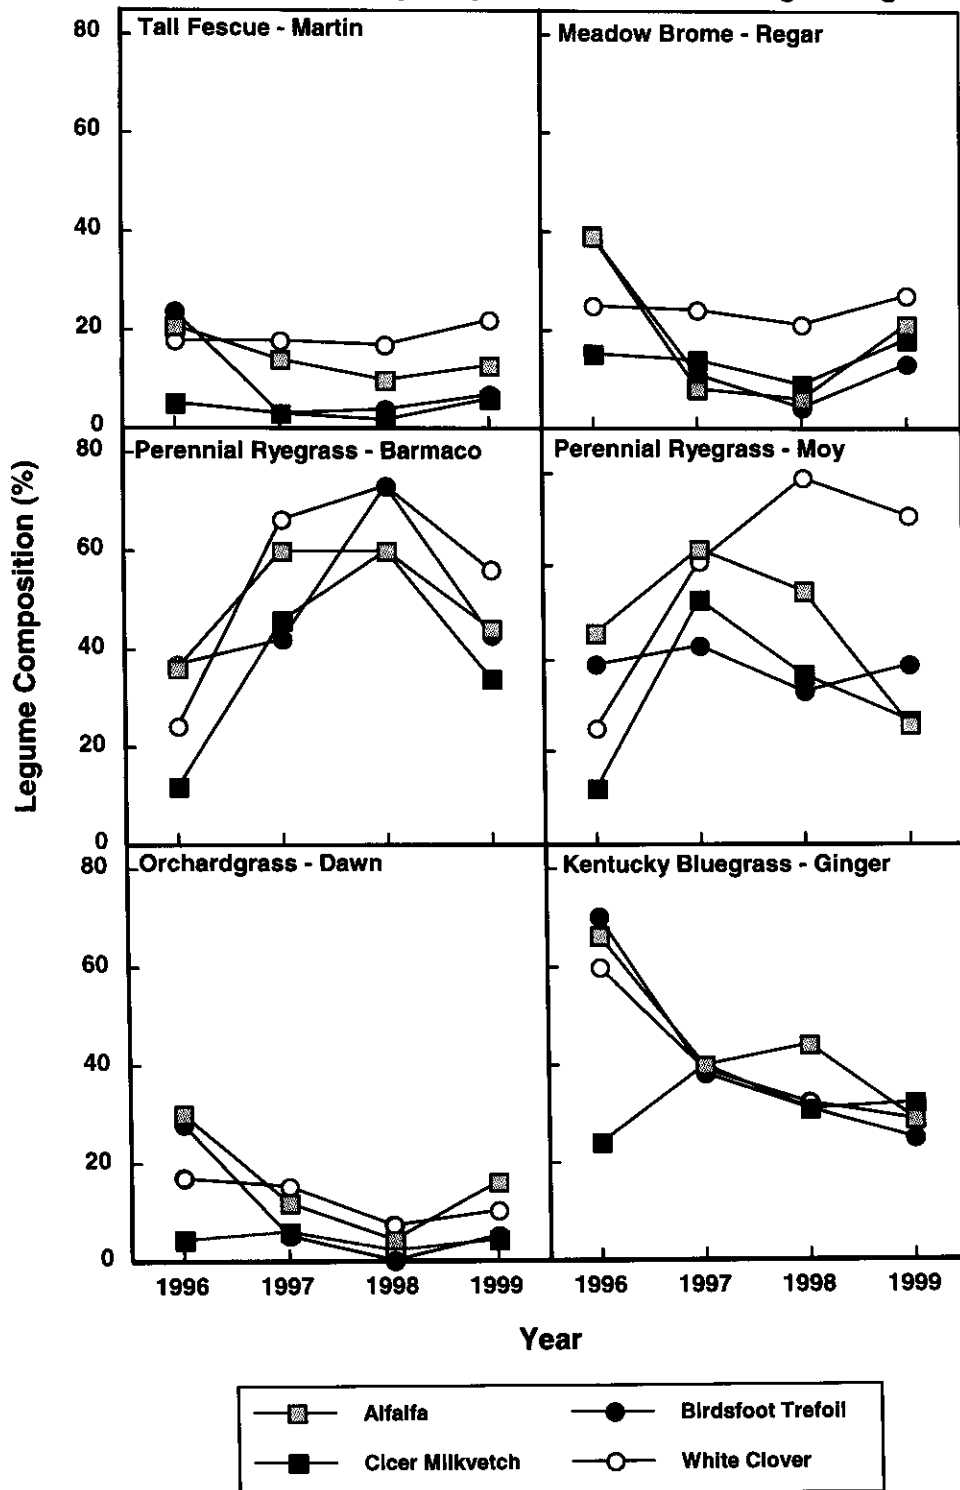 Tall Fescue - Martin
Meadow Brome - Regar
80
60
40
20
0
Perennial Ryegrass - Barmaco
Perennial Ryegrass - Moy
80
60
40
20
0
Orchardgrass - Dawn
Kentucky Bluegrass - Ginger
80
60
40
20
0
Legume Composition (%)
1996 1997 1998 1999 1996 1997 1998 1999
Year
Alfalfa
Birdsfoot Trefoil
Cicer Milkvetch
White Clover